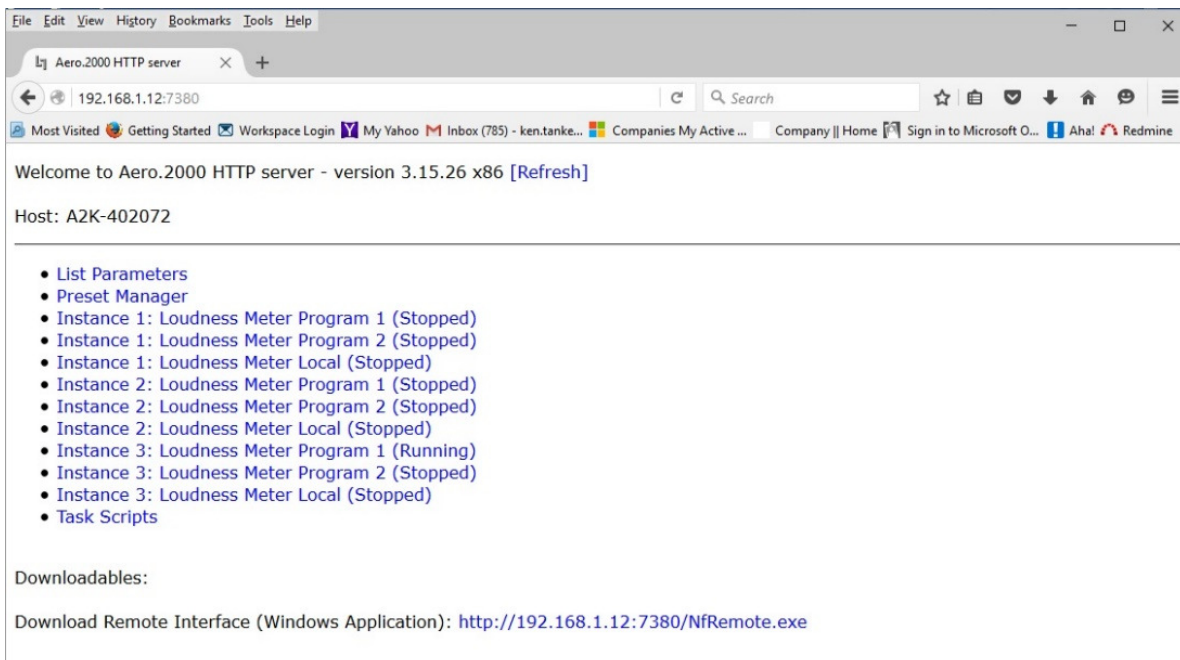 File Edit View History Bookmarks Tools Help
Aero.2000 HTTP server
192.168.1.12:7380
Search
Most Visited Getting Started Workspace Login My Yahoo Inbox (785) - ken.tanke... Companies My Active ... Company || Home Sign in to Microsoft O... Aha! Redmine
Welcome to Aero.2000 HTTP server - version 3.15.26 x86 [Refresh]
Host: A2K-402072
• List Parameters
• Preset Manager
• Instance 1: Loudness Meter Program 1 (Stopped)
• Instance 1: Loudness Meter Program 2 (Stopped)
• Instance 1: Loudness Meter Local (Stopped)
• Instance 2: Loudness Meter Program 1 (Stopped)
• Instance 2: Loudness Meter Program 2 (Stopped)
• Instance 2: Loudness Meter Local (Stopped)
• Instance 3: Loudness Meter Program 1 (Running)
• Instance 3: Loudness Meter Program 2 (Stopped)
• Instance 3: Loudness Meter Local (Stopped)
• Task Scripts
Downloadables:
Download Remote Interface (Windows Application): http://192.168.1.12:7380/NfRemote.exe